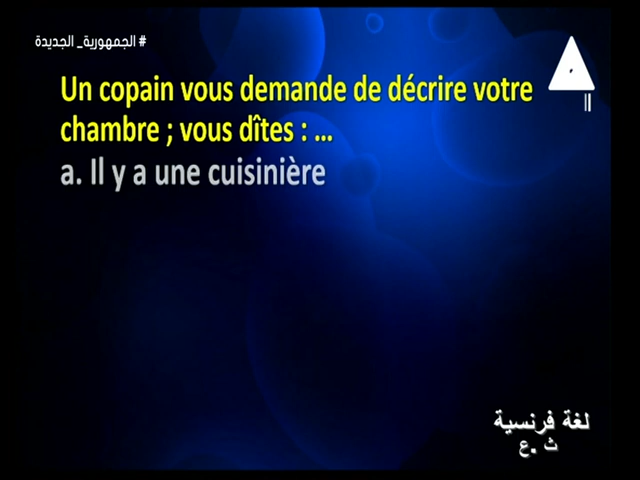 # الجمهورية_ الجديدة
Un copain vous demande de décrire votre
chambre ; vous dîtes : ...
a. Il y a une cuisinière
لغة فرنسية
ث .ع